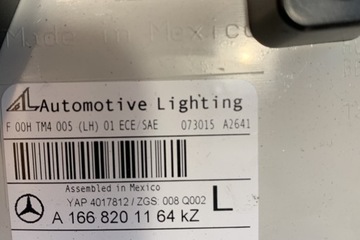 Made in Mexico
AL Automotive Lighting
F 00H TM4 005 (LH) 01 ECE/SAE 073015 A2641
Assembled in Mexico
YAP 4017812 / ZGS 008 Q002 L
A 166 820 11 64 kZ